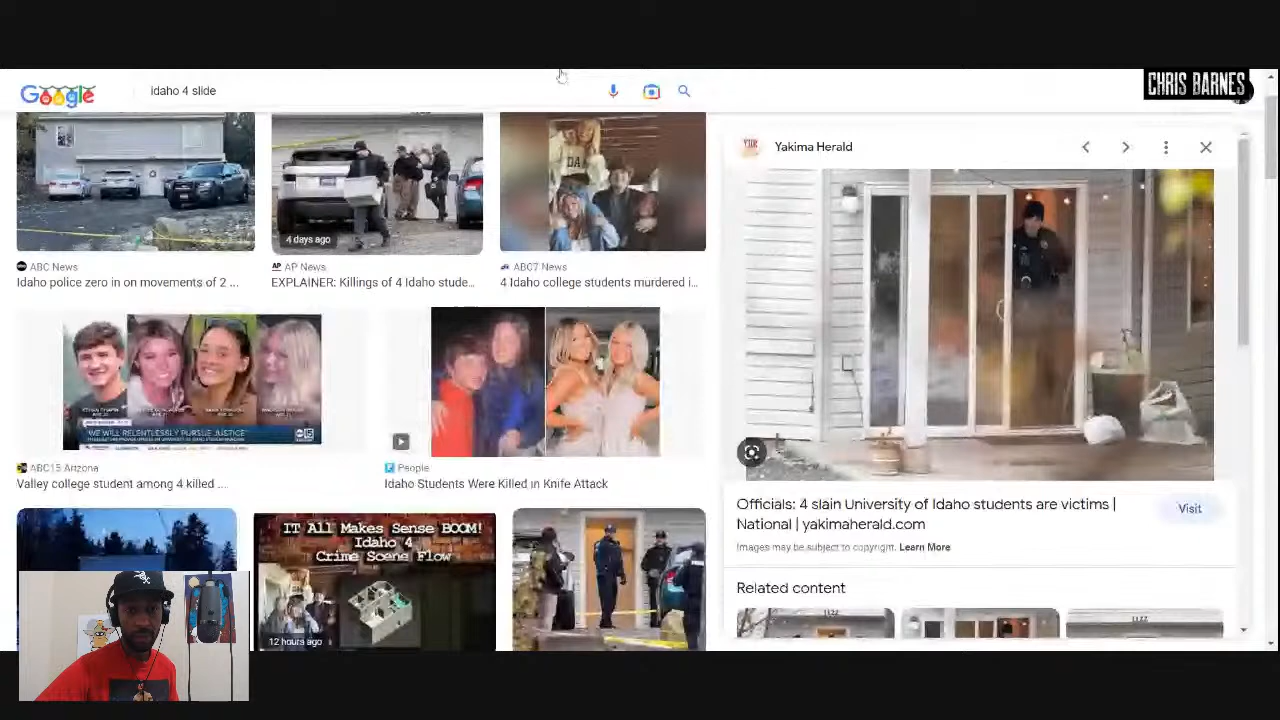 CHRIS BARNES
Google
idaho 4 slide
Yakima Herald
4 days ago
ABC News
AP News
ABC7 News
Idaho police zero in on movements of 2 ...
EXPLAINER: Killings of 4 Idaho stude...
4 Idaho college students murdered i...
"WE WILL RELENTLESSLY PURSUE JUSTICE"
ABC15 Arizona
People
Valley college student among 4 killed ....
Idaho Students Were Killed in Knife Attack
Officials: 4 slain University of Idaho students are victims |
National | yakimaherald.com
Visit
Images may be subject to copyright. Learn More
Related content
IT All Makes Sense BOOM!
Idaho 4
Crime Scene Flow
12 hours ago
1122
1122